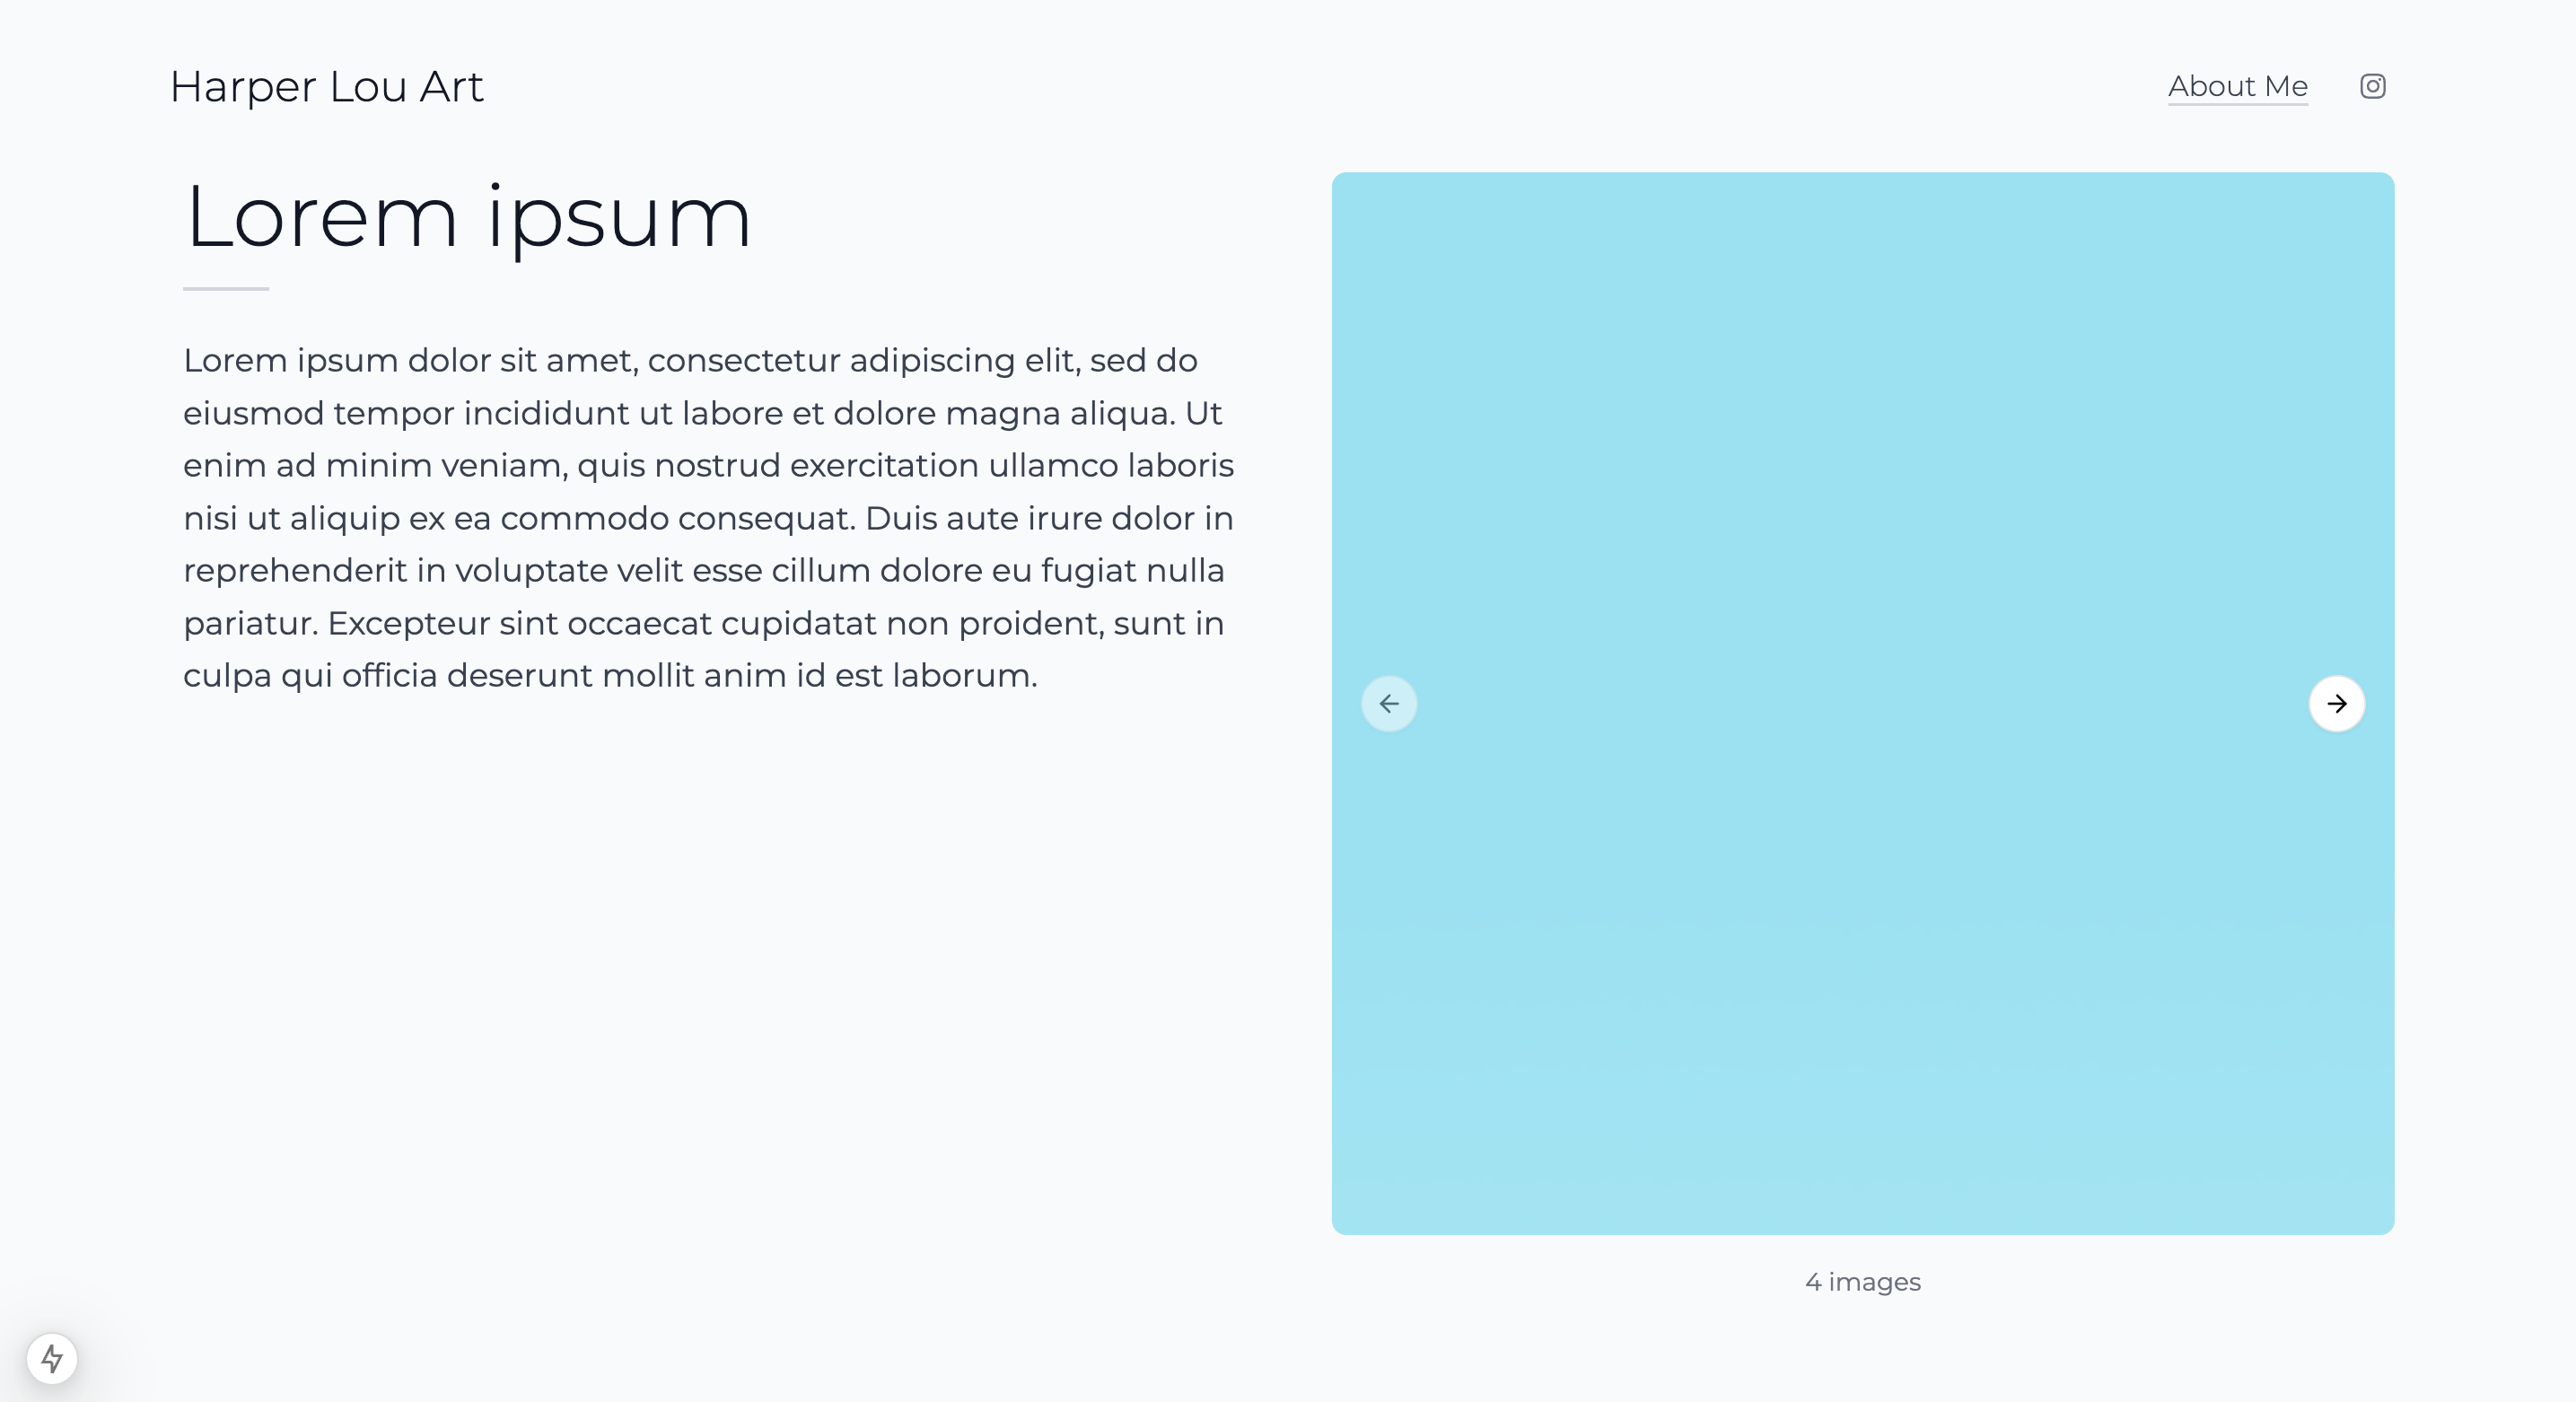 Harper Lou Art
About Me
Lorem ipsum
Lorem ipsum dolor sit amet, consectetur adipiscing elit, sed do
eiusmod tempor incididunt ut labore et dolore magna aliqua. Ut
enim ad minim veniam, quis nostrud exercitation ullamco laboris
nisi ut aliquip ex ea commodo consequat. Duis aute irure dolor in
reprehenderit in voluptate velit esse cillum dolore eu fugiat nulla
pariatur. Excepteur sint occaecat cupidatat non proident, sunt in
culpa qui officia deserunt mollit anim id est laborum.
4 images